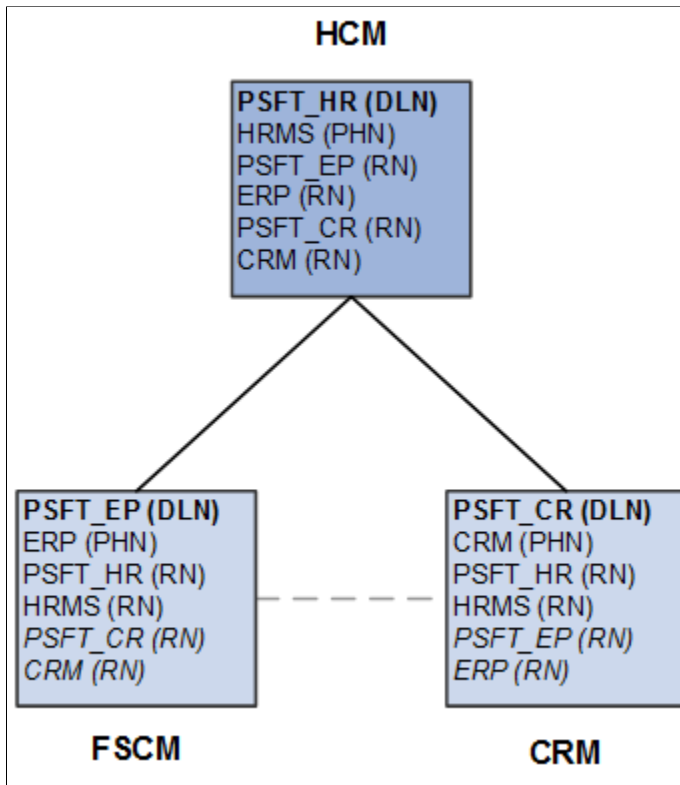 HCM
PSFT_HR (DLN)
HRMS (PHN)
PSFT_EP (RN)
ERP (RN)
PSFT_CR (RN)
CRM (RN)
PSFT_EP (DLN)
ERP (PHN)
PSFT_HR (RN)
HRMS (RN)
PSFT_CR (RN)
CRM (RN)
FSCM
PSFT_CR (DLN)
CRM (PHN)
PSFT_HR (RN)
HRMS (RN)
PSFT_EP (RN)
ERP (RN)
CRM